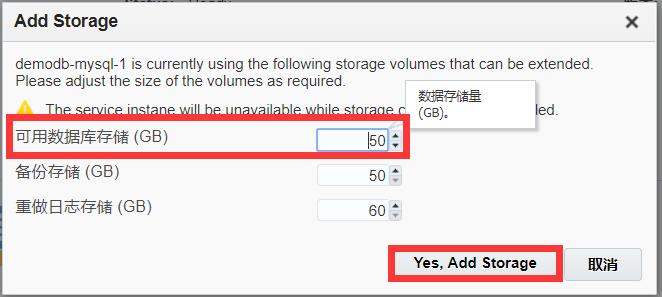 Add Storage
demodb-mysql-1 is currently using the following storage volumes that can be extended.
Please adjust the size of the volumes as required.
The service instane will be unavailable while storage c
ded.
数据存储量
(GB)。
可用数据库存储 (GB)
50
备份存储 (GB)
50
重做日志存储 (GB)
60
Yes, Add Storage
取消